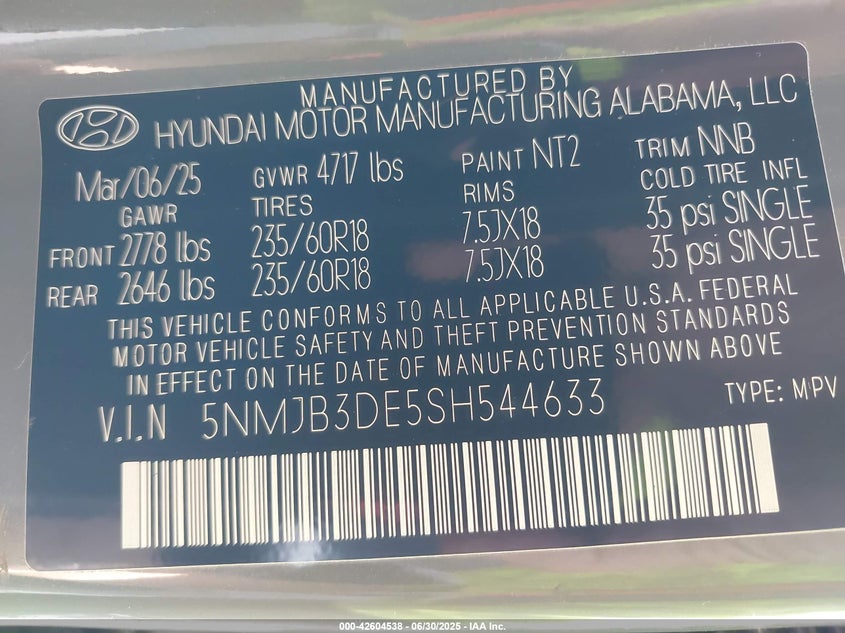 MANUFACTURED BY
HYUNDAI MOTOR MANUFACTURING ALABAMA, LLC
Mar/06/25 GVWR 4717 lbs PAINT NT2 TRIM NNB
GAWR TIRES RIMS COLD TIRE INFL
FRONT 2778 lbs 235/60R18 7.5JX18 35 psi SINGLE
REAR 2646 lbs 235/60R18 7.5JX18 35 psi SINGLE
THIS VEHICLE CONFORMS TO ALL APPLICABLE U.S.A. FEDERAL
MOTOR VEHICLE SAFETY AND THEFT PREVENTION STANDARDS
IN EFFECT ON THE DATE OF MANUFACTURE SHOWN ABOVE
V.I.N 5NMJB3DE5SH544633 TYPE: MPV
000-42604538 - 06/30/2025 - IAA Inc.